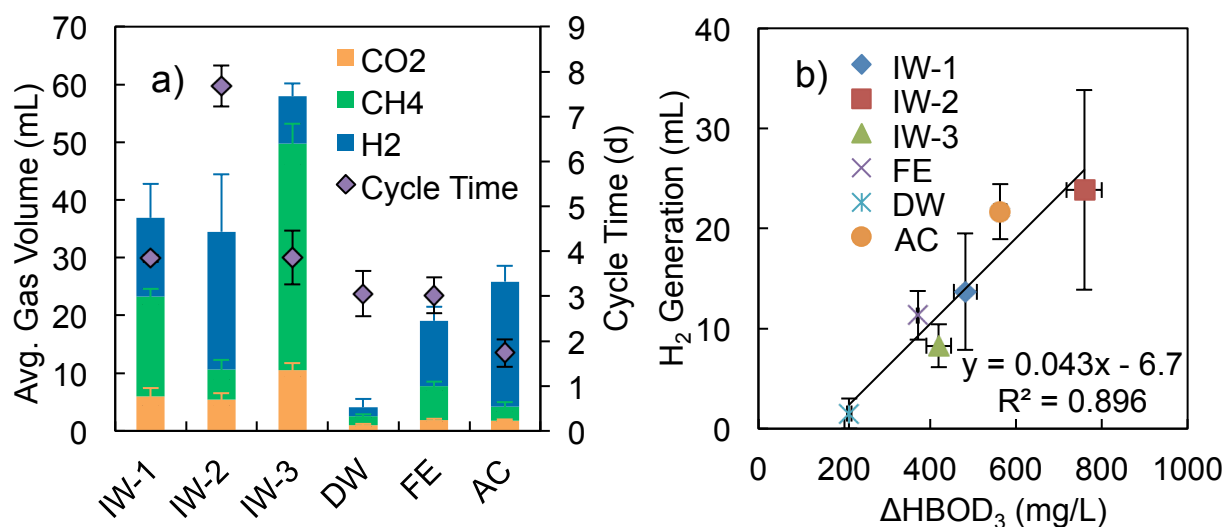 70
60
50
40
30
20
10
0
Avg. Gas Volume (mL)
a)
CO2
CH4
H2
Cycle Time
9
8
7
6
5
4
3
2
1
0
Cycle Time (d)
IW-1
IW-2
IW-3
DW
FE
AC
40
30
20
10
0
H₂ Generation (mL)
b)
IW-1
IW-2
IW-3
FE
DW
AC
y = 0.043x - 6.7
R² = 0.896
0 200 400 600 800 1000
ΔHBOD₃ (mg/L)